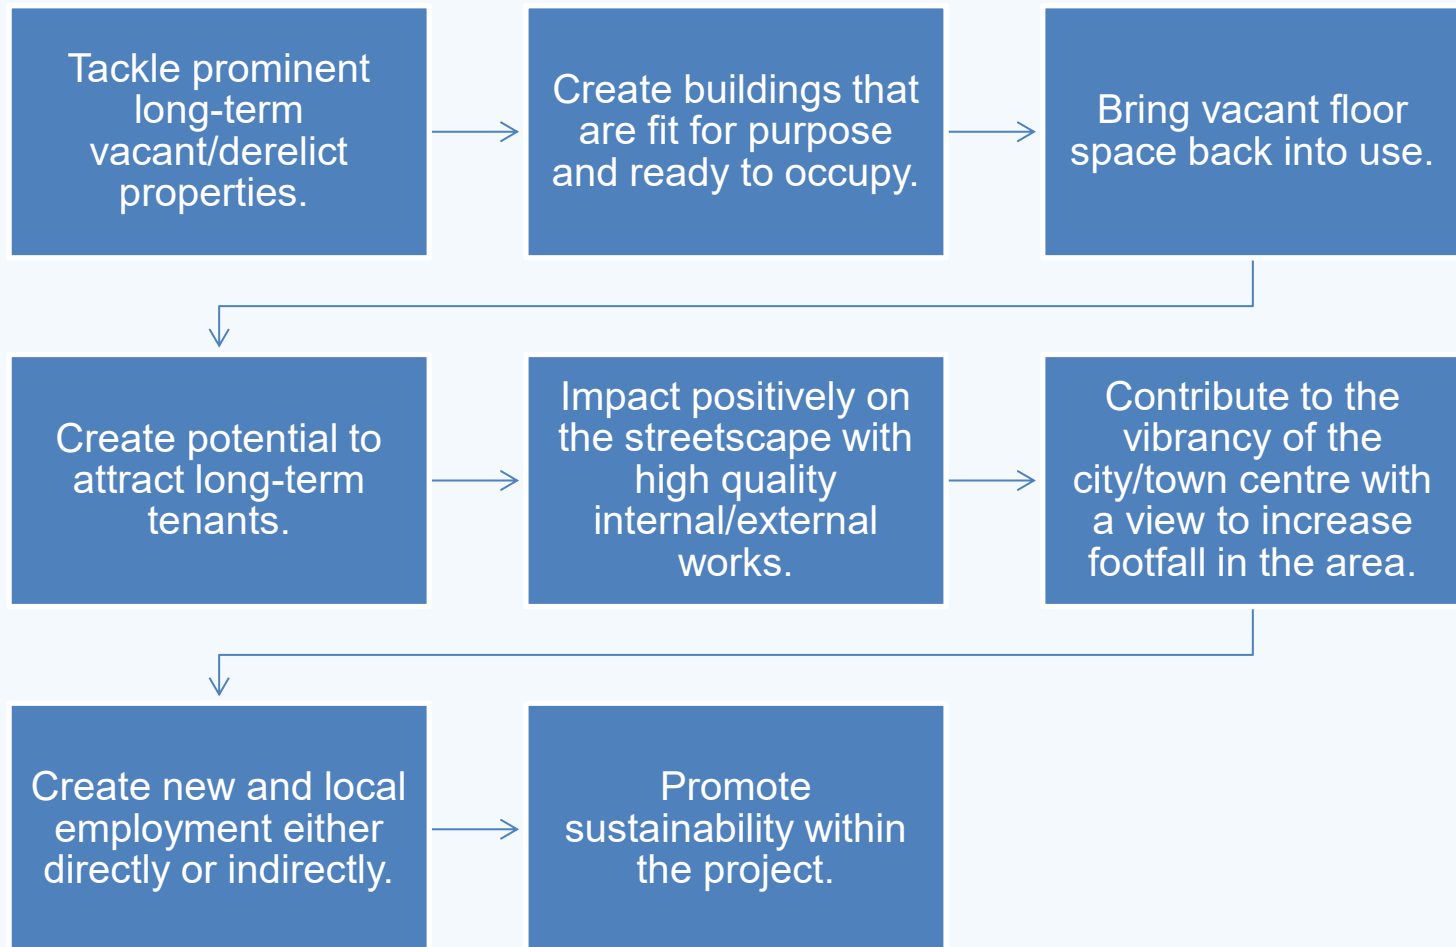 Tackle prominent
long-term
vacant/derelict
properties.
Create buildings that
are fit for purpose
and ready to occupy.
Bring vacant floor
space back into use.
Create potential to
attract long-term
tenants.
Impact positively on
the streetscape with
high quality
internal/external
works.
Contribute to the
vibrancy of the
city/town centre with
a view to increase
footfall in the area.
Create new and local
employment either
directly or indirectly.
Promote
sustainability within
the project.